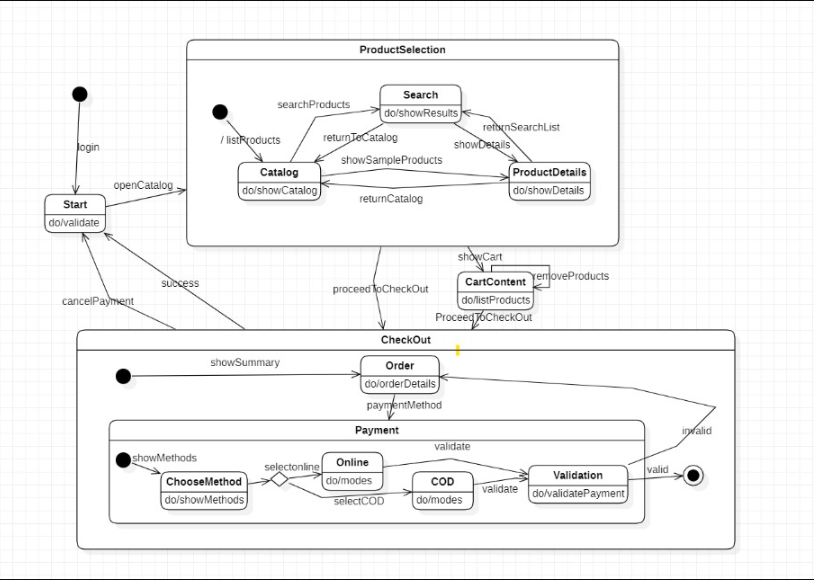 ProductSelection
Search
do/showResults
searchProducts
/ listProducts
returnToCatalog
returnSearchList
showDetails
login
showSampleProducts
Catalog
do/showCatalog
ProductDetails
do/showDetails
openCatalog
returnCatalog
Start
do/validate
showCart
removeProducts
CartContent
do/listProducts
success
proceedToCheckOut
cancelPayment
ProceedToCheckOut
CheckOut
showSummary
Order
do/orderDetails
paymentMethod
Payment
invalid
validate
showMethods
selectonline
Online
do/modes
valid
ChooseMethod
do/showMethods
COD
do/modes
validate
Validation
do/validatePayment
selectCOD